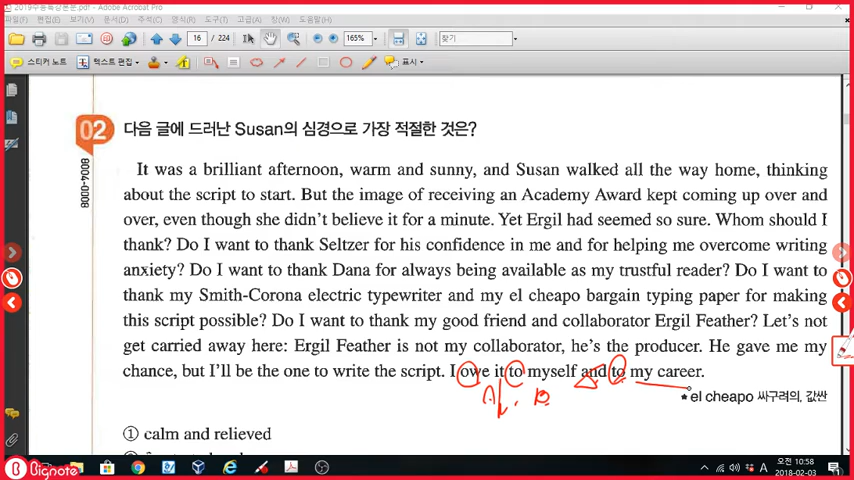 2019수능특강른문.pdf - Adobe Acrobat Pro
파일(F) 편집(E) 보기(V) 문서(D) 주석(C) 양식(R) 도구(T) 고급(A) 창(W) 도움말(H)
16 / 224 165% 찾기
스티커 노트 텍스트 편집 표시
02 다음 글에 드러난 Susan의 심경으로 가장 적절한 것은?
8004-0008
It was a brilliant afternoon, warm and sunny, and Susan walked all the way home, thinking
about the script to start. But the image of receiving an Academy Award kept coming up over and
over, even though she didn't believe it for a minute. Yet Ergil had seemed so sure. Whom should I
thank? Do I want to thank Seltzer for his confidence in me and for helping me overcome writing
anxiety? Do I want to thank Dana for always being available as my trustful reader? Do I want to
thank my Smith-Corona electric typewriter and my el cheapo bargain typing paper for making
this script possible? Do I want to thank my good friend and collaborator Ergil Feather? Let's not
get carried away here: Ergil Feather is not my collaborator, he's the producer. He gave me my
chance, but I'll be the one to write the script. I owe it to myself and to my career.
★el cheapo 싸구려의, 값싼
① calm and relieved
Bignote
A 오전 10:58
2018-02-03